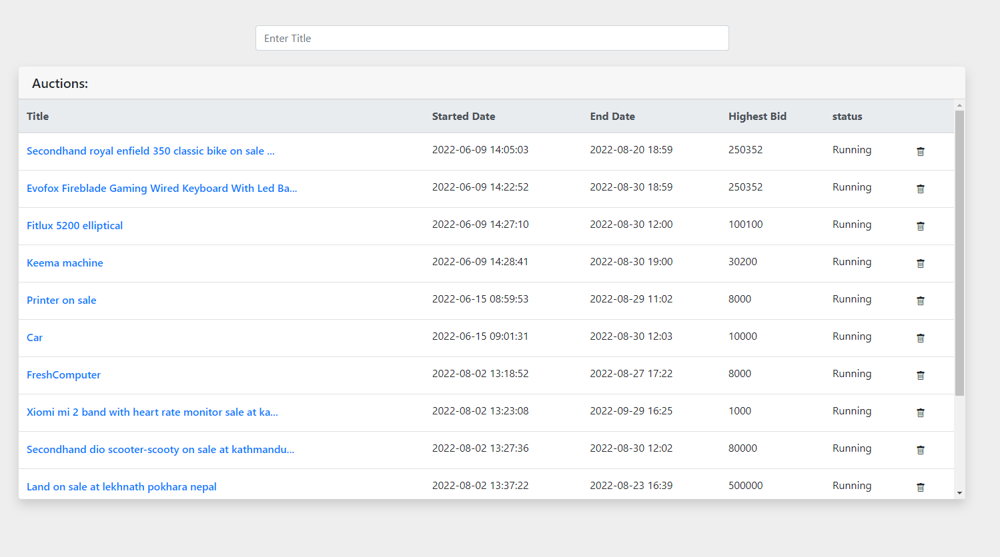 Enter Title
Auctions:
Title Started Date End Date Highest Bid status
Secondhand royal enfield 350 classic bike on sale ... 2022-06-09 14:05:03 2022-08-20 18:59 250352 Running
Evofox Fireblade Gaming Wired Keyboard With Led Ba... 2022-06-09 14:22:52 2022-08-30 18:59 250352 Running
Fitlux 5200 elliptical 2022-06-09 14:27:10 2022-08-30 12:00 100100 Running
Keema machine 2022-06-09 14:28:41 2022-08-30 19:00 30200 Running
Printer on sale 2022-06-15 08:59:53 2022-08-29 11:02 8000 Running
Car 2022-06-15 09:01:31 2022-08-30 12:03 10000 Running
FreshComputer 2022-08-02 13:18:52 2022-08-27 17:22 8000 Running
Xiomi mi 2 band with heart rate monitor sale at ka... 2022-08-02 13:23:08 2022-09-29 16:25 1000 Running
Secondhand dio scooter-scooty on sale at kathmandu... 2022-08-02 13:27:36 2022-08-30 12:02 80000 Running
Land on sale at lekhnath pokhara nepal 2022-08-02 13:37:22 2022-08-23 16:39 500000 Running